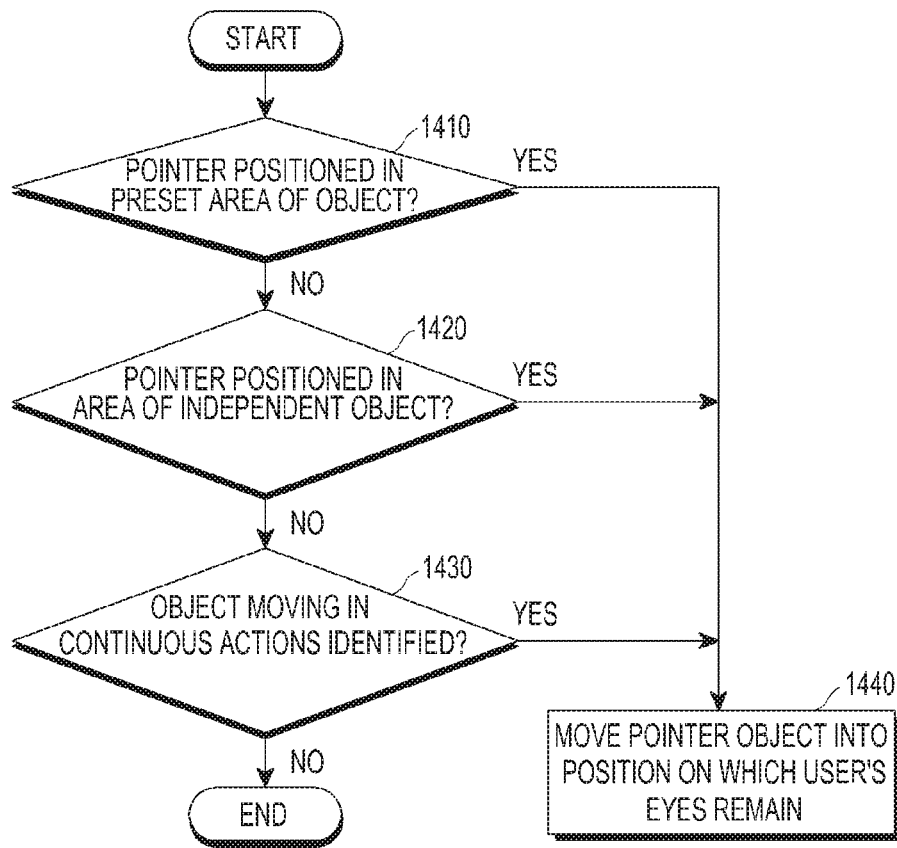 START
1410
POINTER POSITIONED IN
PRESET AREA OF OBJECT?
YES
NO
1420
POINTER POSITIONED IN
AREA OF INDEPENDENT OBJECT?
YES
NO
1430
OBJECT MOVING IN
CONTINUOUS ACTIONS IDENTIFIED?
YES
1440
MOVE POINTER OBJECT INTO
POSITION ON WHICH USER'S
EYES REMAIN
NO
END